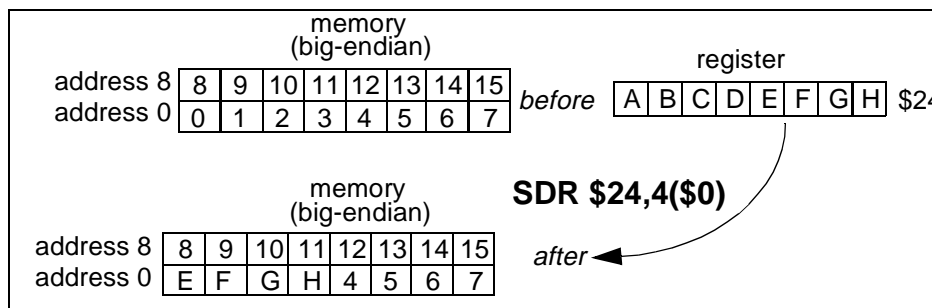 memory
(big-endian)
register
address 8 8 9 10 11 12 13 14 15
address 0 0 1 2 3 4 5 6 7 before A B C D E F G H $24
SDR $24,4($0)
memory
(big-endian)
address 8 8 9 10 11 12 13 14 15 after
address 0 E F G H 4 5 6 7